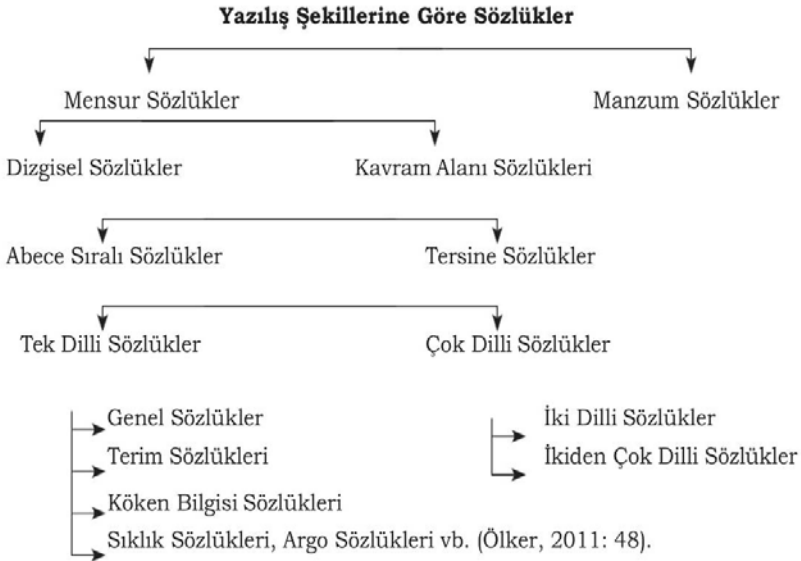 Yazılış Şekillerine Göre Sözlükler
Mensur Sözlükler Manzum Sözlükler
Dizgisel Sözlükler Kavram Alanı Sözlükleri
Abece Sıralı Sözlükler Tersine Sözlükler
Tek Dilli Sözlükler Çok Dilli Sözlükler
Genel Sözlükler İki Dilli Sözlükler
Terim Sözlükleri İkiden Çok Dilli Sözlükler
Köken Bilgisi Sözlükleri
Sıklık Sözlükleri, Argo Sözlükleri vb. (Ölker, 2011: 48).